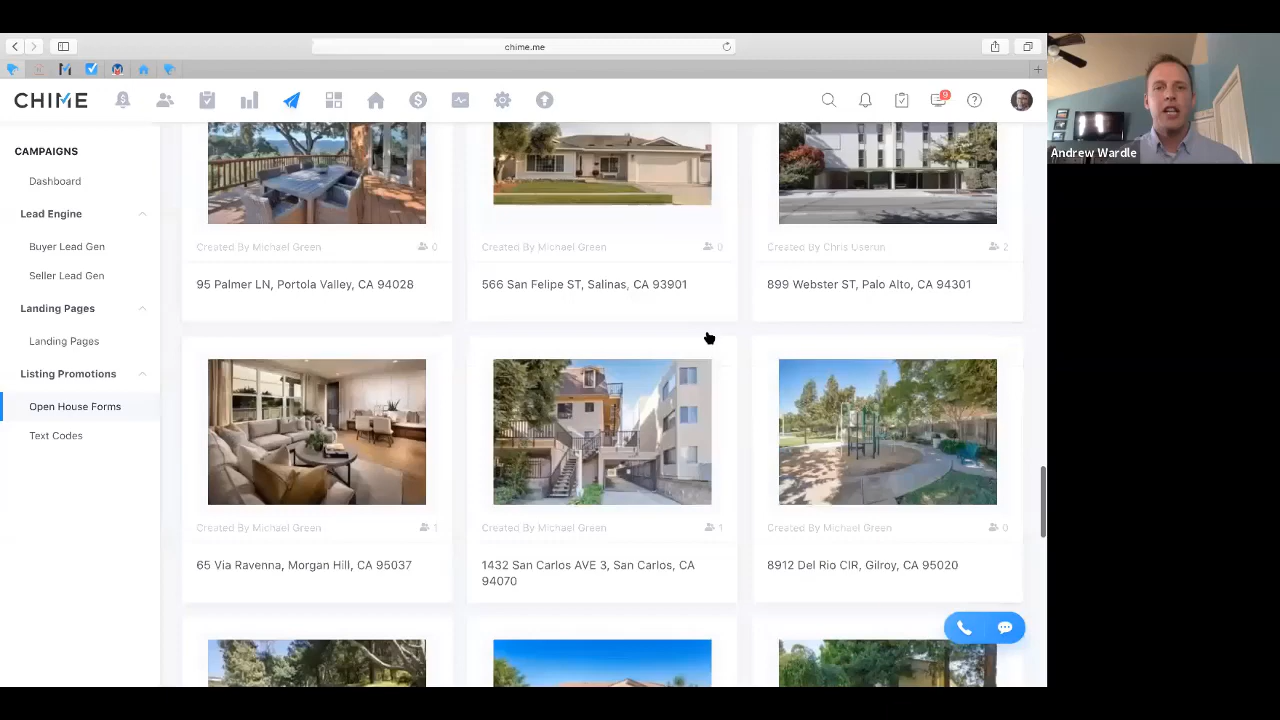 chime.me
CHIME
9
Andrew Wardle
CAMPAIGNS
Dashboard
Lead Engine
Buyer Lead Gen
Seller Lead Gen
Landing Pages
Landing Pages
Listing Promotions
Open House Forms
Text Codes
Created By Michael Green 0
95 Palmer LN, Portola Valley, CA 94028
Created By Michael Green 0
566 San Felipe ST, Salinas, CA 93901
Created By Chris Userun 2
899 Webster ST, Palo Alto, CA 94301
Created By Michael Green 1
65 Via Ravenna, Morgan Hill, CA 95037
Created By Michael Green 1
1432 San Carlos AVE 3, San Carlos, CA
94070
Created By Michael Green 0
8912 Del Rio CIR, Gilroy, CA 95020